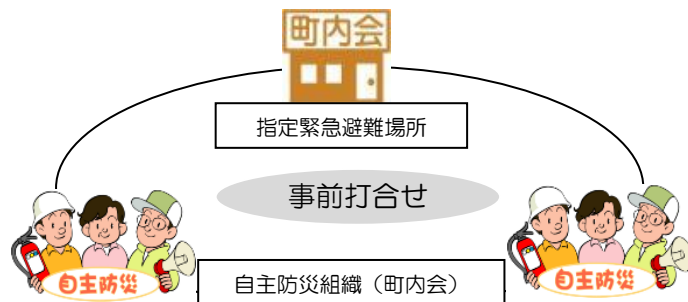 町内会
指定緊急避難場所
事前打合せ
自主防災
自主防災組織（町内会）
自主防災